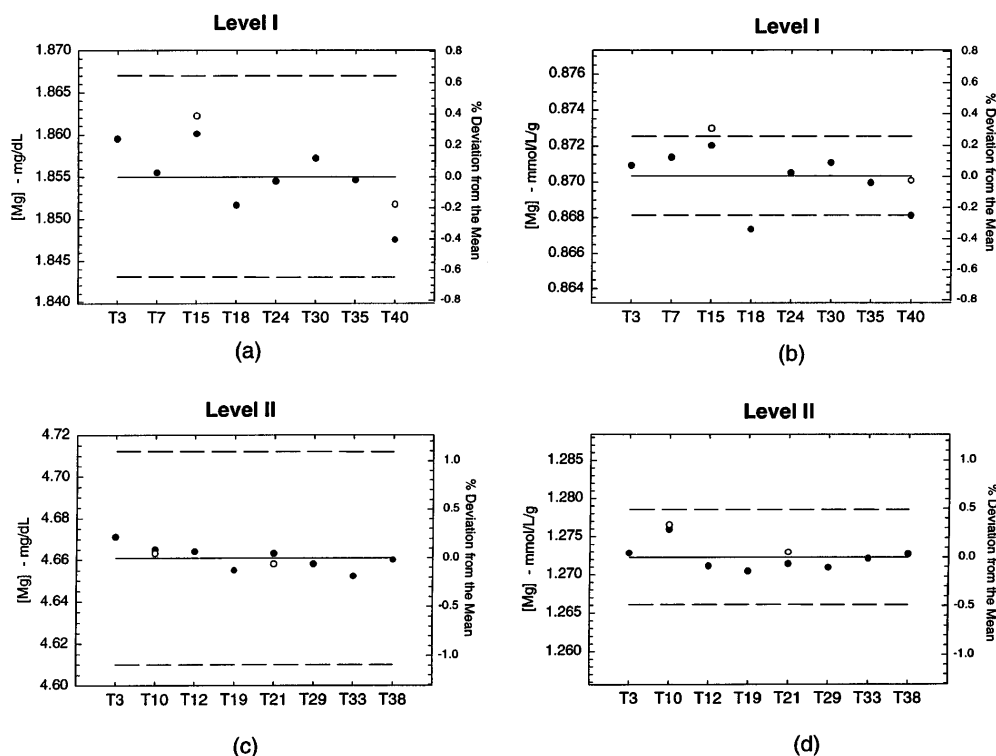 Level I
1.870
1.865
1.860
1.855
1.850
1.845
1.840
[Mg] - mg/dL
0.8
0.6
0.4
0.2
0.0
-0.2
-0.4
-0.6
-0.8
% Deviation from the Mean
T3 T7 T15 T18 T24 T30 T35 T40
(a)
Level I
0.876
0.874
0.872
0.870
0.868
0.866
0.864
[Mg] - mmol/L/g
0.8
0.6
0.4
0.2
0.0
-0.2
-0.4
-0.6
-0.8
% Deviation from the Mean
T3 T7 T15 T18 T24 T30 T35 T40
(b)
Level II
4.72
4.70
4.68
4.66
4.64
4.62
4.60
[Mg] - mg/dL
1.0
0.5
0.0
-0.5
-1.0
% Deviation from the Mean
T3 T10 T12 T19 T21 T29 T33 T38
(c)
Level II
1.285
1.280
1.275
1.270
1.265
1.260
[Mg] - mmol/L/g
1.0
0.5
0.0
-0.5
-1.0
% Deviation from the Mean
T3 T10 T12 T19 T21 T29 T33 T38
(d)